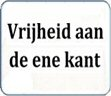 Vrijheid aan
de ene kant